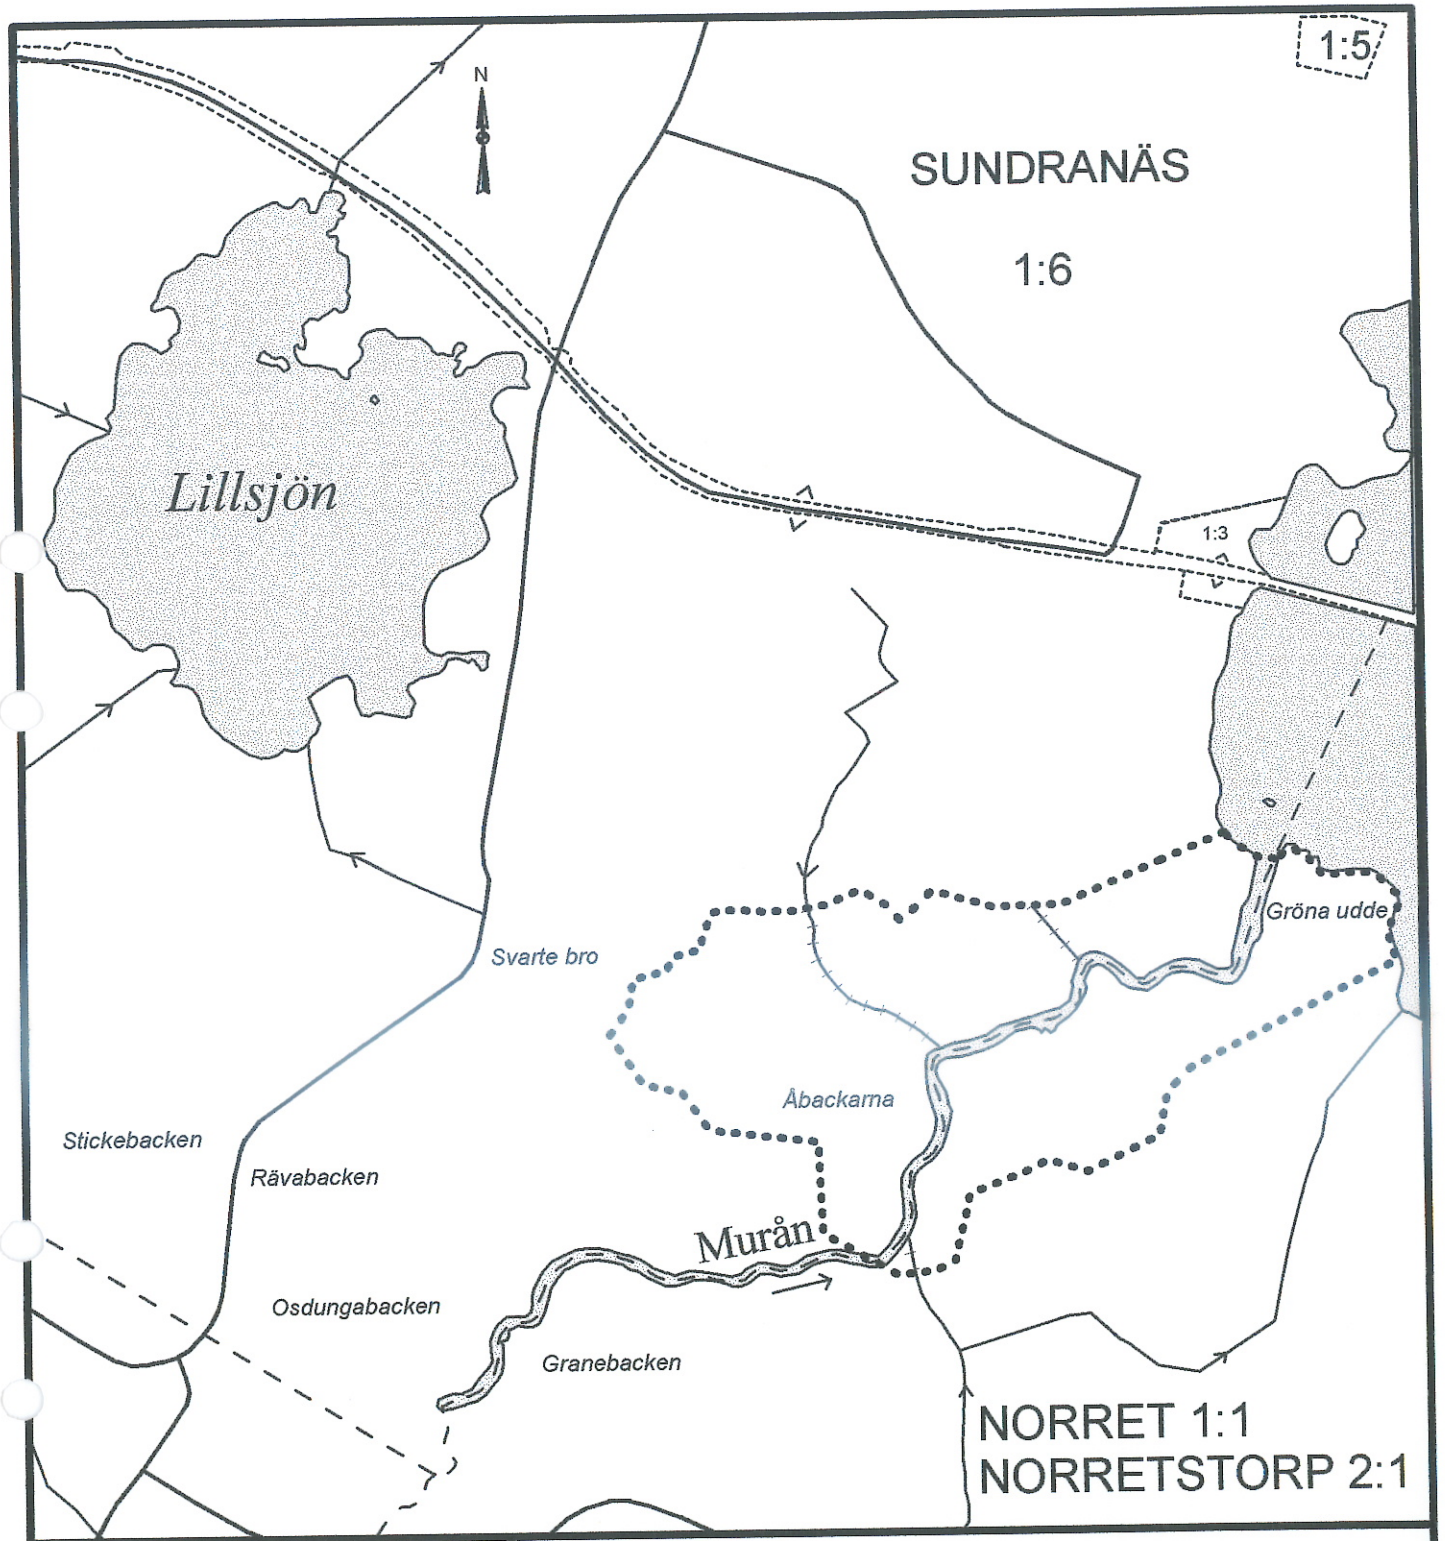 1:5
N
SUNDRANÄS
1:6
Lillsjön
1:3
Gröna udde
Svarte bro
Åbackarna
Stickebacken
Rävabacken
Murån
Osdungabacken
Granebacken
NORRET 1:1
NORRETSTORP 2:1